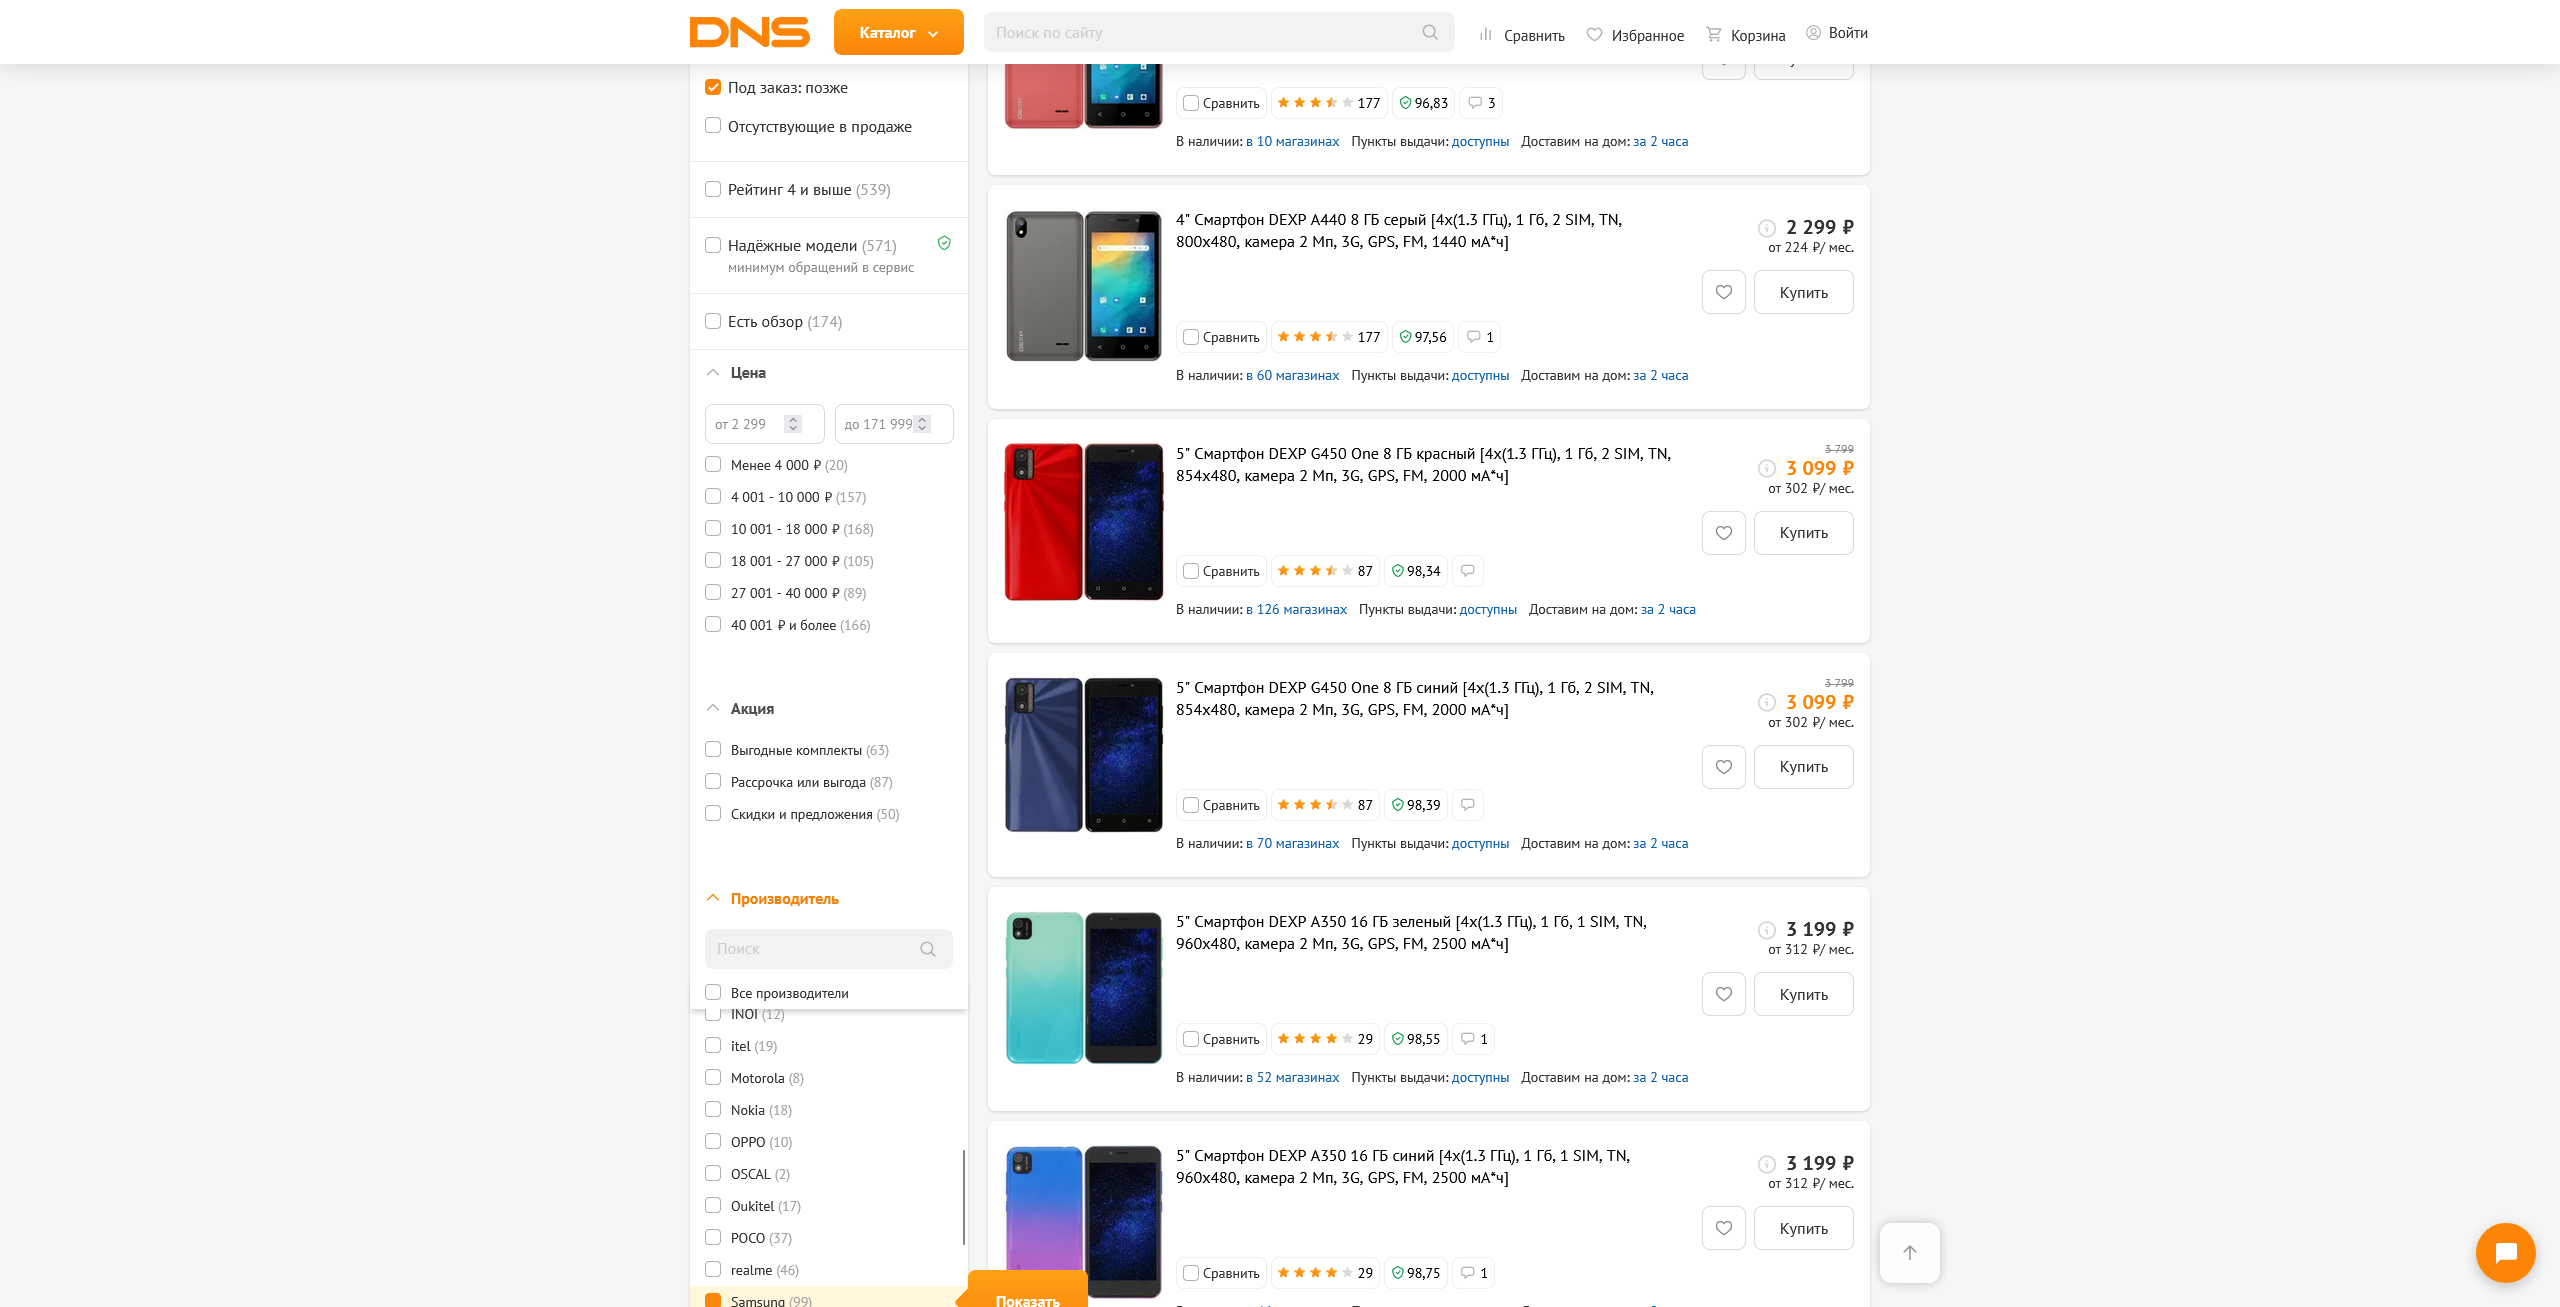 DNS
Каталог
Поиск по сайту
Сравнить
Избранное
Корзина
Войти
Под заказ: позже
Отсутствующие в продаже
Рейтинг 4 и выше (539)
Надёжные модели (571)
минимум обращений в сервис
Есть обзор (174)
Цена
от 2 299
до 171 999
Менее 4 000 ₽ (20)
4 001 - 10 000 ₽ (157)
10 001 - 18 000 ₽ (168)
18 001 - 27 000 ₽ (105)
27 001 - 40 000 ₽ (89)
40 001 ₽ и более (166)
Акция
Выгодные комплекты (63)
Рассрочка или выгода (87)
Скидки и предложения (50)
Производитель
Поиск
Все производители
INOI (12)
itel (19)
Motorola (8)
Nokia (18)
OPPO (10)
OSCAL (2)
Oukitel (17)
POCO (37)
realme (46)
Samsung (99)
Показать
Сравнить 177 96,83 3
В наличии: в 10 магазинах Пункты выдачи: доступны Доставим на дом: за 2 часа
4" Смартфон DEXP A440 8 ГБ серый [4x(1.3 ГГц), 1 Гб, 2 SIM, TN,
800x480, камера 2 Мп, 3G, GPS, FM, 1440 мА*ч]
2 299 ₽
от 224 ₽/ мес.
Купить
Сравнить 177 97,56 1
В наличии: в 60 магазинах Пункты выдачи: доступны Доставим на дом: за 2 часа
5" Смартфон DEXP G450 One 8 ГБ красный [4x(1.3 ГГц), 1 Гб, 2 SIM, TN,
854x480, камера 2 Мп, 3G, GPS, FM, 2000 мА*ч]
3 799
3 099 ₽
от 302 ₽/ мес.
Купить
Сравнить 87 98,34
В наличии: в 126 магазинах Пункты выдачи: доступны Доставим на дом: за 2 часа
5" Смартфон DEXP G450 One 8 ГБ синий [4x(1.3 ГГц), 1 Гб, 2 SIM, TN,
854x480, камера 2 Мп, 3G, GPS, FM, 2000 мА*ч]
3 799
3 099 ₽
от 302 ₽/ мес.
Купить
Сравнить 87 98,39
В наличии: в 70 магазинах Пункты выдачи: доступны Доставим на дом: за 2 часа
5" Смартфон DEXP A350 16 ГБ зеленый [4x(1.3 ГГц), 1 Гб, 1 SIM, TN,
960x480, камера 2 Мп, 3G, GPS, FM, 2500 мА*ч]
3 199 ₽
от 312 ₽/ мес.
Купить
Сравнить 29 98,55 1
В наличии: в 52 магазинах Пункты выдачи: доступны Доставим на дом: за 2 часа
5" Смартфон DEXP A350 16 ГБ синий [4x(1.3 ГГц), 1 Гб, 1 SIM, TN,
960x480, камера 2 Мп, 3G, GPS, FM, 2500 мА*ч]
3 199 ₽
от 312 ₽/ мес.
Купить
Сравнить 29 98,75 1